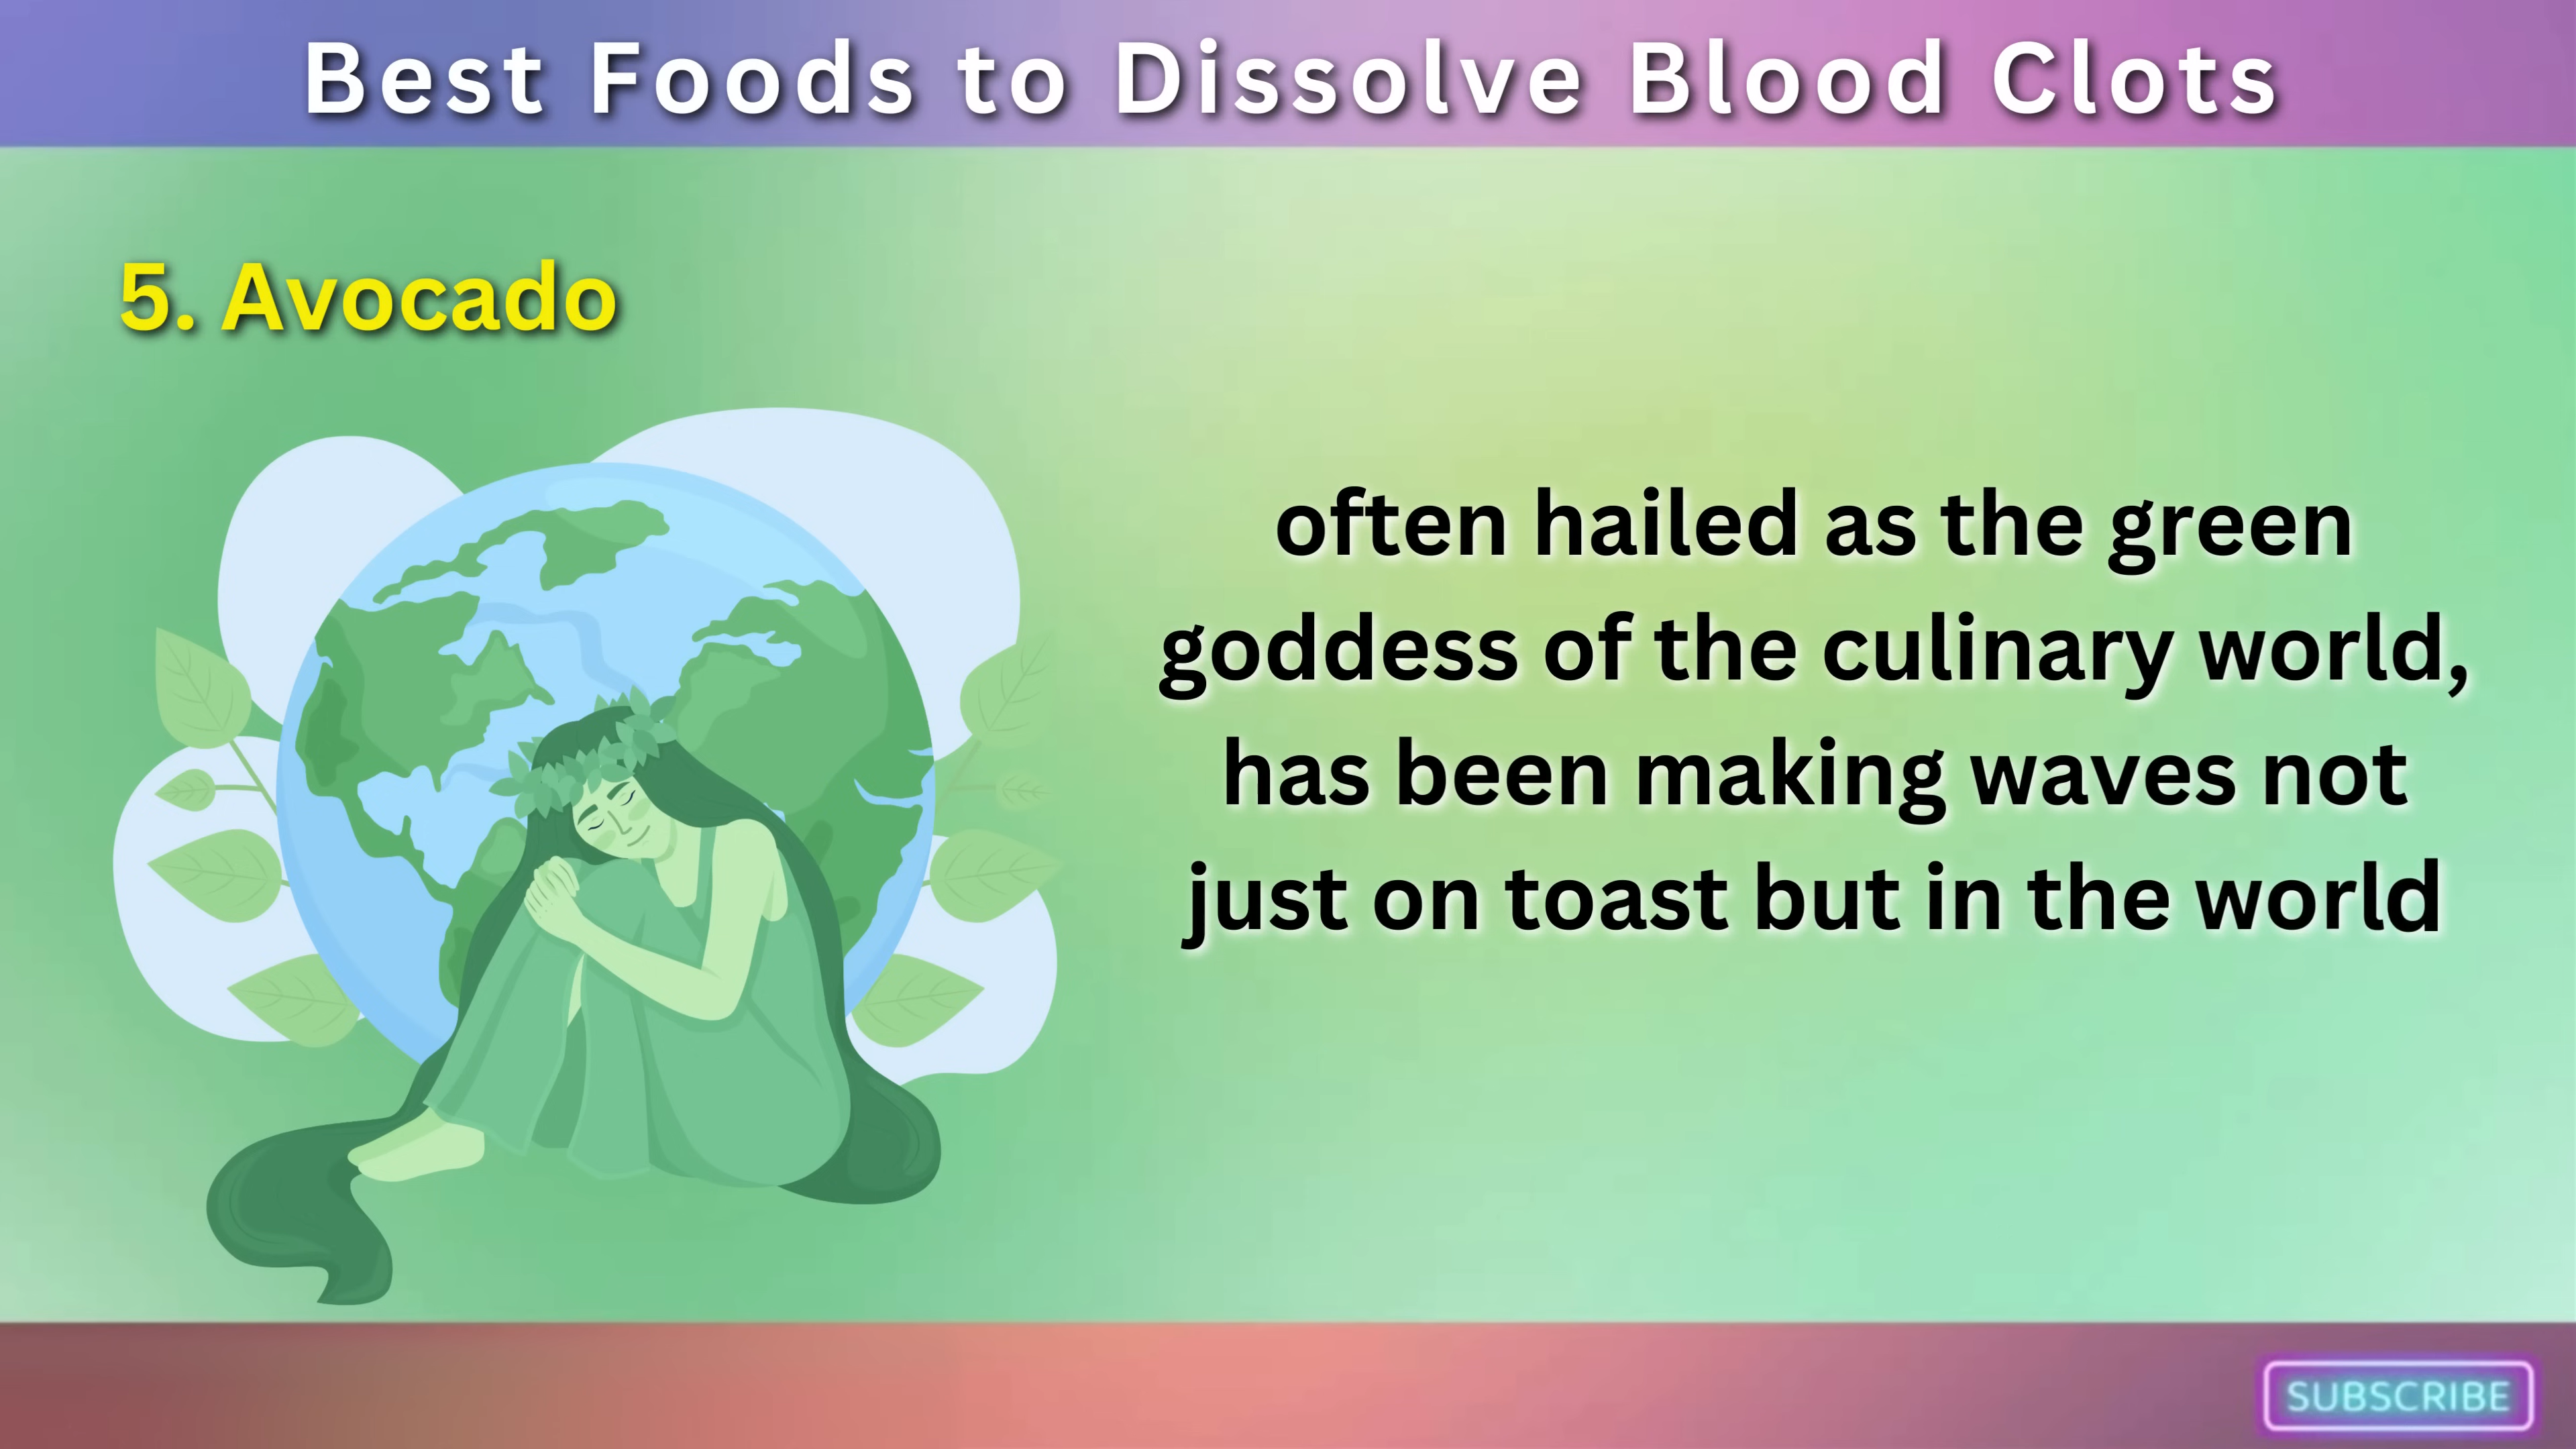 Best Foods to Dissolve Blood Clots
5. Avocado
often hailed as the green
goddess of the culinary world,
has been making waves not
just on toast but in the world
SUBSCRIBE